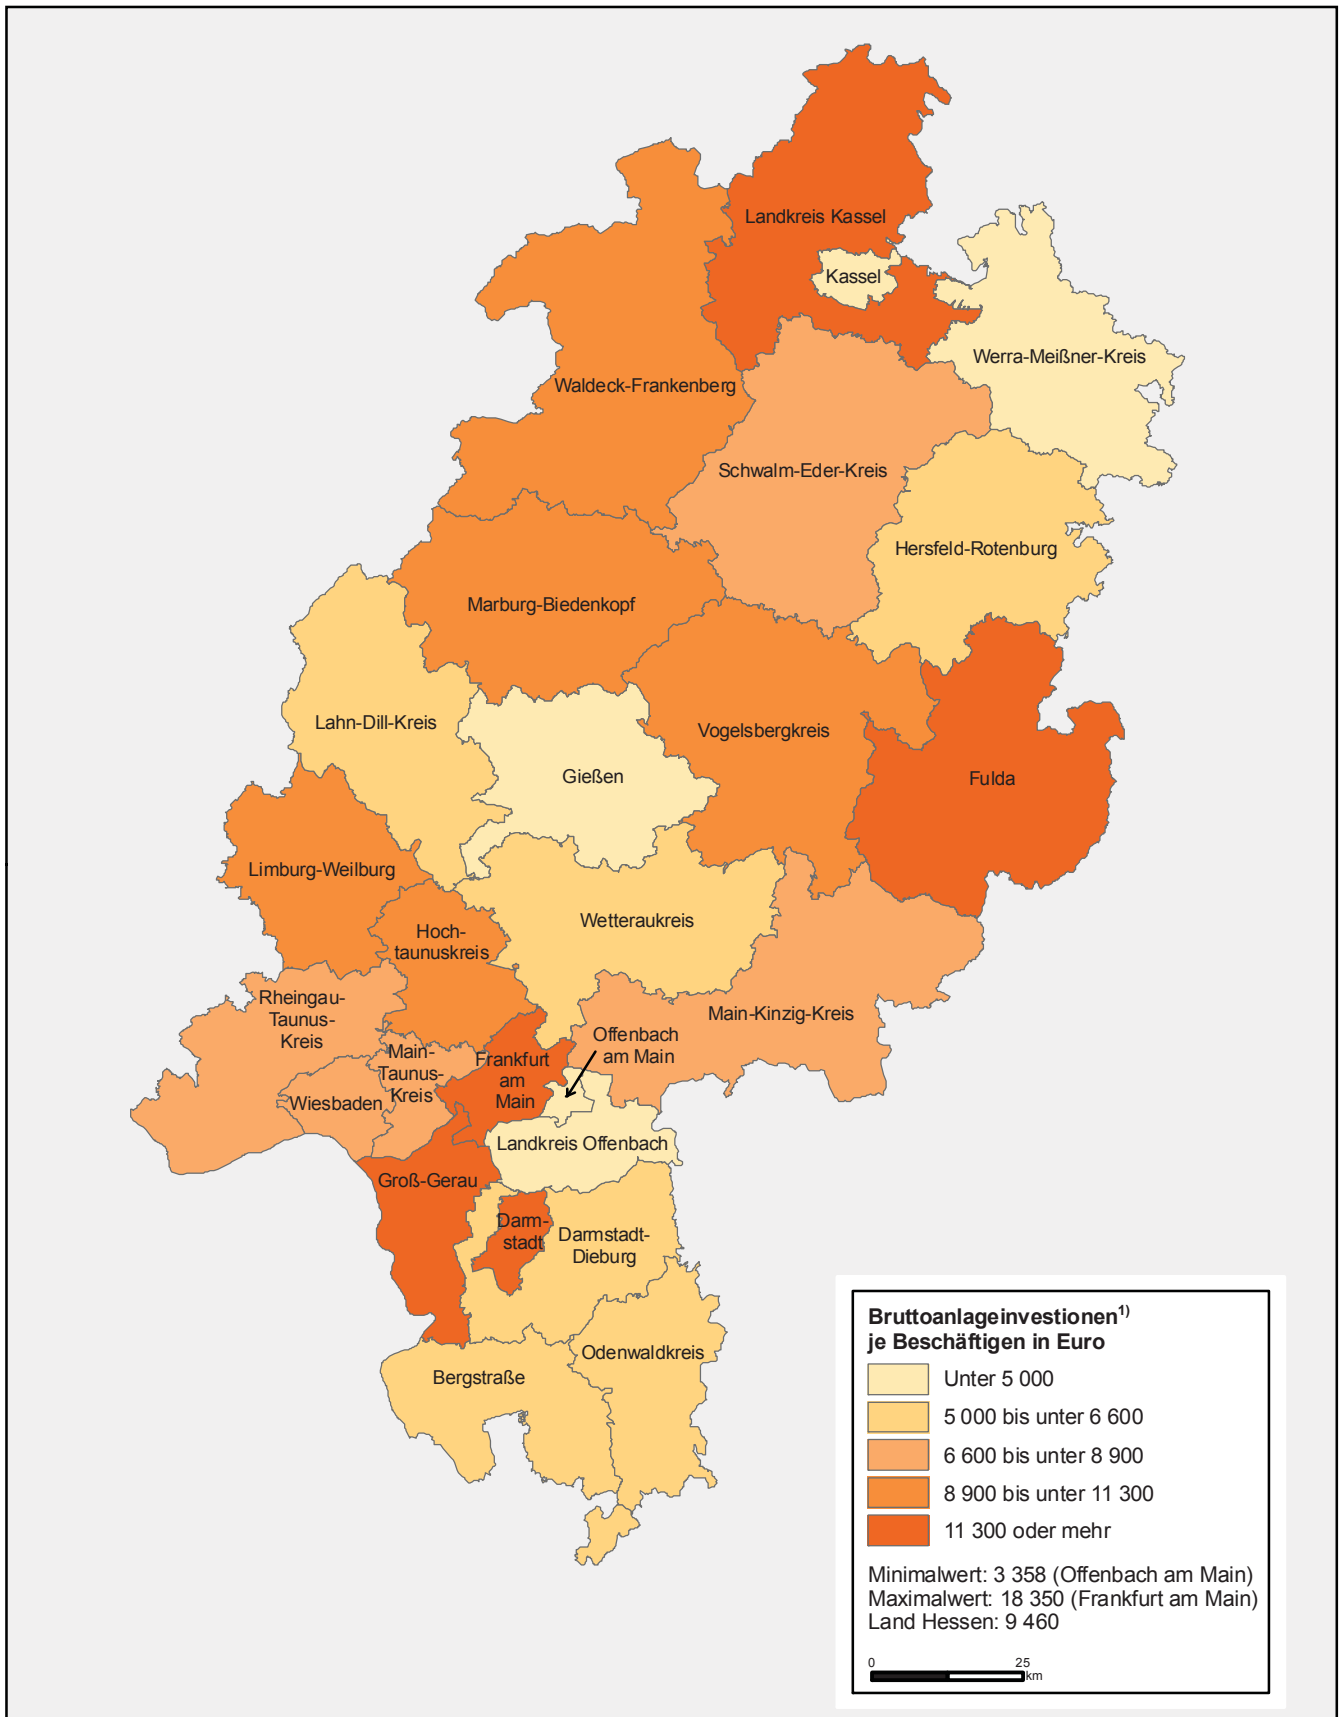 Landkreis Kassel
Kassel
Werra-Meißner-Kreis
Waldeck-Frankenberg
Schwalm-Eder-Kreis
Hersfeld-Rotenburg
Marburg-Biedenkopf
Lahn-Dill-Kreis
Vogelsbergkreis
Gießen
Fulda
Limburg-Weilburg
Wetteraukreis
Hoch-
taunuskreis
Rheingau-
Taunus-
Kreis
Main-Kinzig-Kreis
Offenbach
am Main
Main-
Taunus-
Kreis
Frankfurt
am
Main
Wiesbaden
Landkreis Offenbach
Groß-Gerau
Darm-
stadt
Darmstadt-
Dieburg
Odenwaldkreis
Bergstraße
Bruttoanlageinvestionen1)
je Beschäftigen in Euro
Unter 5 000
5 000 bis unter 6 600
6 600 bis unter 8 900
8 900 bis unter 11 300
11 300 oder mehr
Minimalwert: 3 358 (Offenbach am Main)
Maximalwert: 18 350 (Frankfurt am Main)
Land Hessen: 9 460
0 25
km